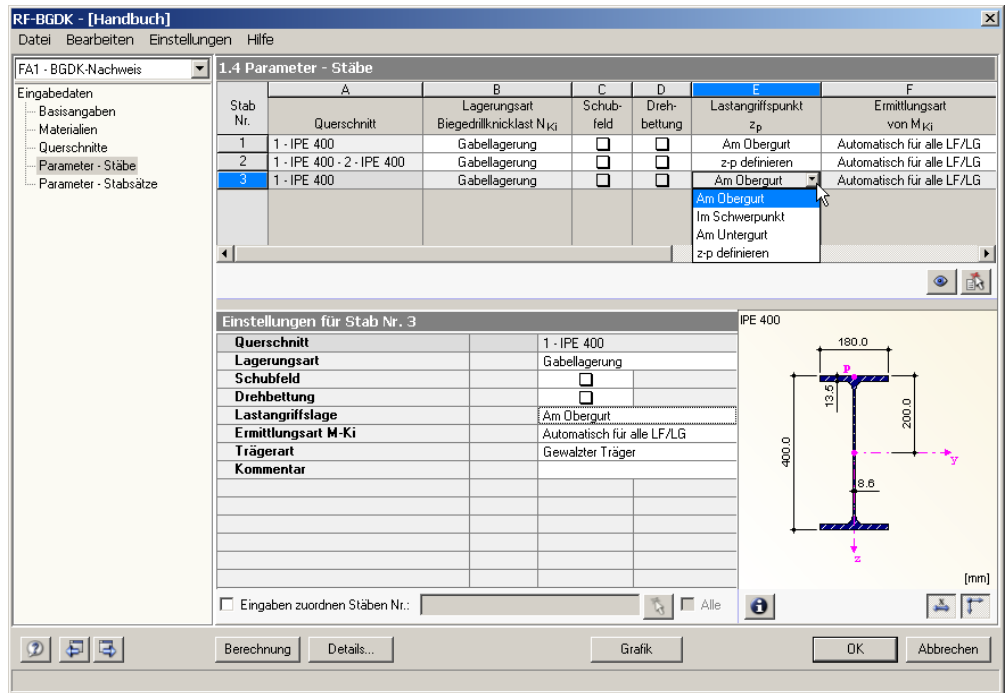 RF-BGDK - [Handbuch]
Datei Bearbeiten Einstellungen Hilfe
FA1 - BGDK-Nachweis
Eingabedaten
Basisangaben
Materialien
Querschnitte
Parameter - Stäbe
Parameter - Stabsätze
1.4 Parameter - Stäbe
A B C D E F
Stab Lagerungsart Schub- Dreh- Lastangriffspunkt Ermittlungsart
Nr. Querschnitt Biegedrillknicklast NKi feld bettung zp von MKi
1 1 - IPE 400 Gabellagerung Am Obergurt Automatisch für alle LF/LG
2 1 - IPE 400 - 2 - IPE 400 Gabellagerung z-p definieren Automatisch für alle LF/LG
3 1 - IPE 400 Gabellagerung Am Obergurt Automatisch für alle LF/LG
Am Obergurt
Im Schwerpunkt
Am Untergurt
z-p definieren
Einstellungen für Stab Nr. 3
Querschnitt 1 - IPE 400
Lagerungsart Gabellagerung
Schubfeld
Drehbettung
Lastangriffslage Am Obergurt
Ermittlungsart M-Ki Automatisch für alle LF/LG
Trägerart Gewalzter Träger
Kommentar
Eingaben zuordnen Stäben Nr.: Alle
IPE 400
180.0
p
13.5
200.0
400.0
y
8.6
z
[mm]
Berechnung Details... Grafik OK Abbrechen